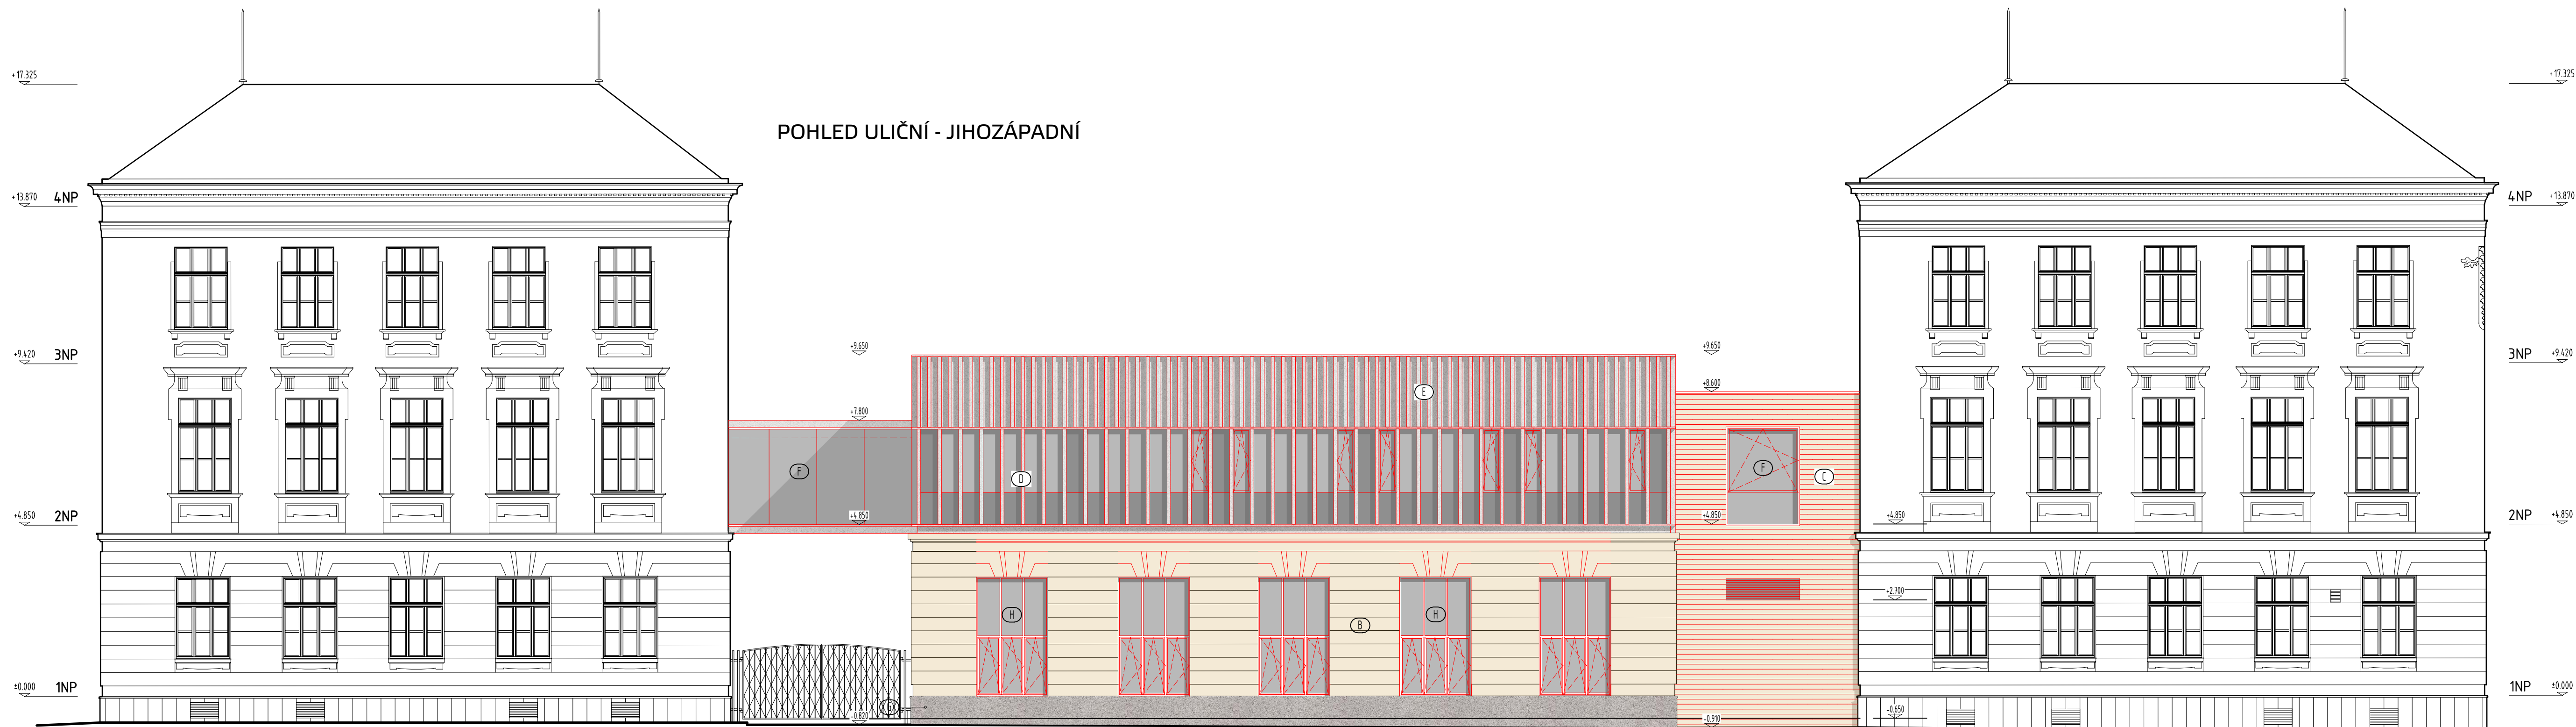 +17.325
+17.325
POHLED ULIČNÍ - JIHOZÁPADNÍ
+13.870 4NP
4NP +13.870
+9.650
+9.650
+9.420 3NP
3NP +9.420
+8.600
E
+7.800
F
D
F
C
+4.850 2NP
+4.850
+4.850
+4.850
2NP +4.850
+2.700
H
H
B
±0.000 1NP
1NP ±0.000
-0.820
-0.910
-0.650